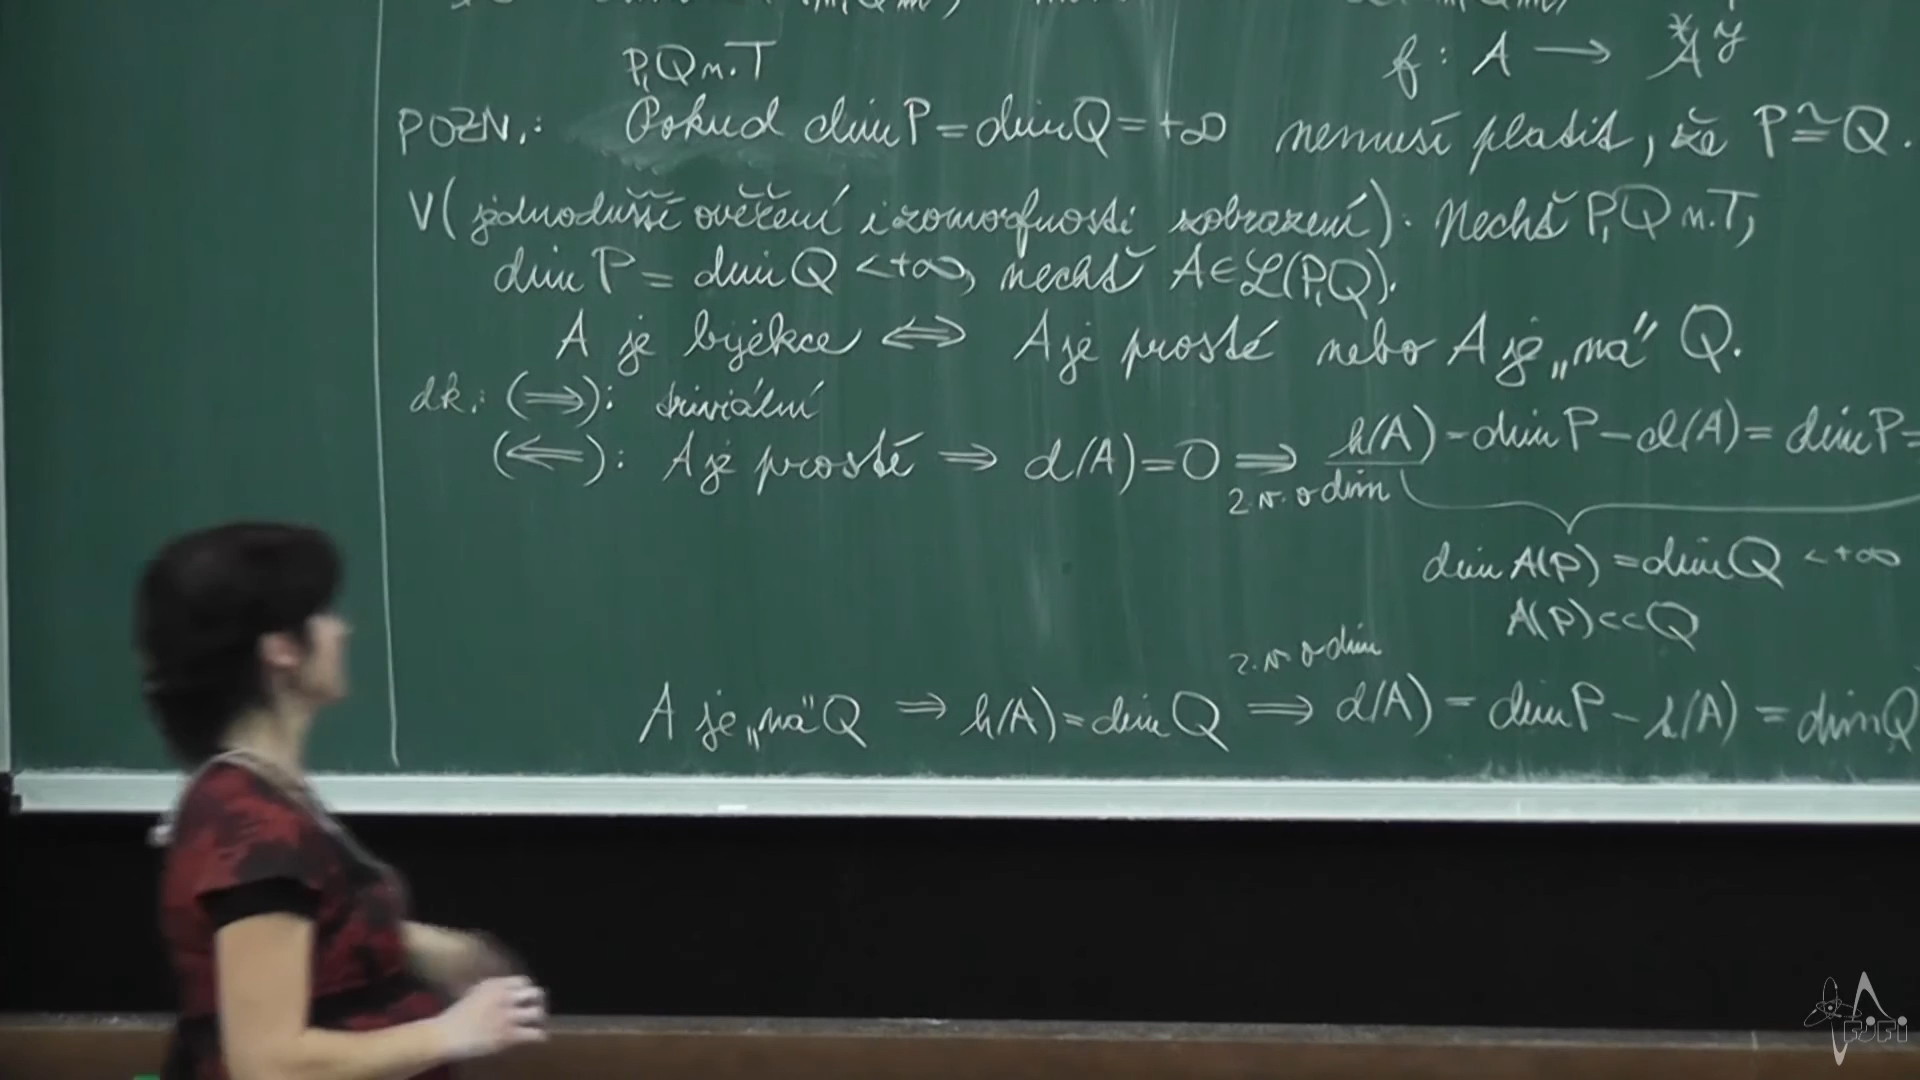 f : A → A
P,Q n.T
POZN.: Pokud dim P = dim Q = +∞ nemusí platit, že P ≅ Q.
V (jednodušší ověření izomorfnosti zobrazení): Nechť P,Q n.T,
dim P = dim Q < +∞, nechť A ∈ ℒ(P,Q).
A je bijekce ⇔ A je prosté nebo A je „na“ Q.
dk.: (⇒): triviální
(⇐): A je prosté ⇒ d(A) = 0 ⇒ h(A) = dim P − d(A) = dim P =
2. v. o dim
dim A(P) = dim Q < +∞
A(P) ⊂⊂ Q
2. v. o dim
A je „na“ Q ⇒ h(A) = dim Q ⇒ d(A) = dim P − h(A) = dim Q
FJFI